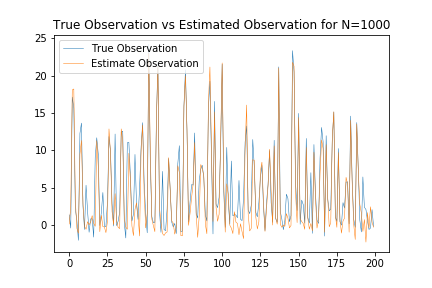 True Observation vs Estimated Observation for N=1000
True Observation
Estimate Observation
25
20
15
10
5
0
0 25 50 75 100 125 150 175 200